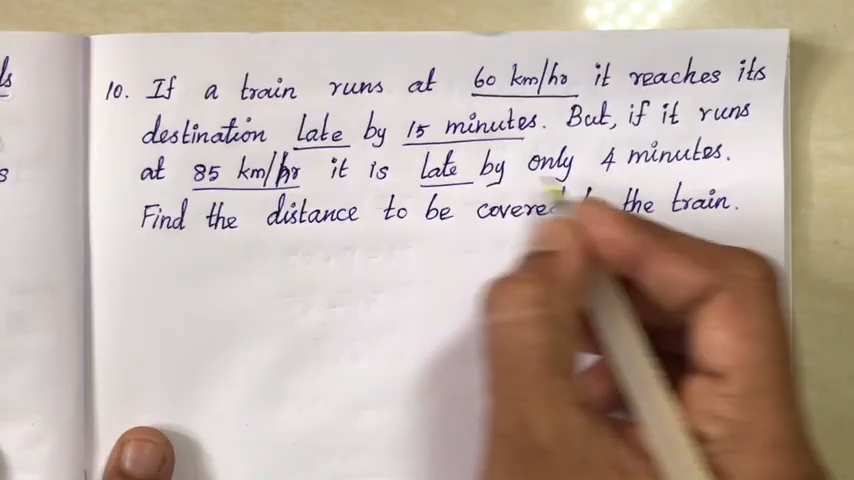 ls
s
10. If a train runs at 60 km/hr it reaches its
destination late by 15 minutes. But, if it runs
at 85 km/hr it is late by only 4 minutes.
Find the distance to be covered the train.